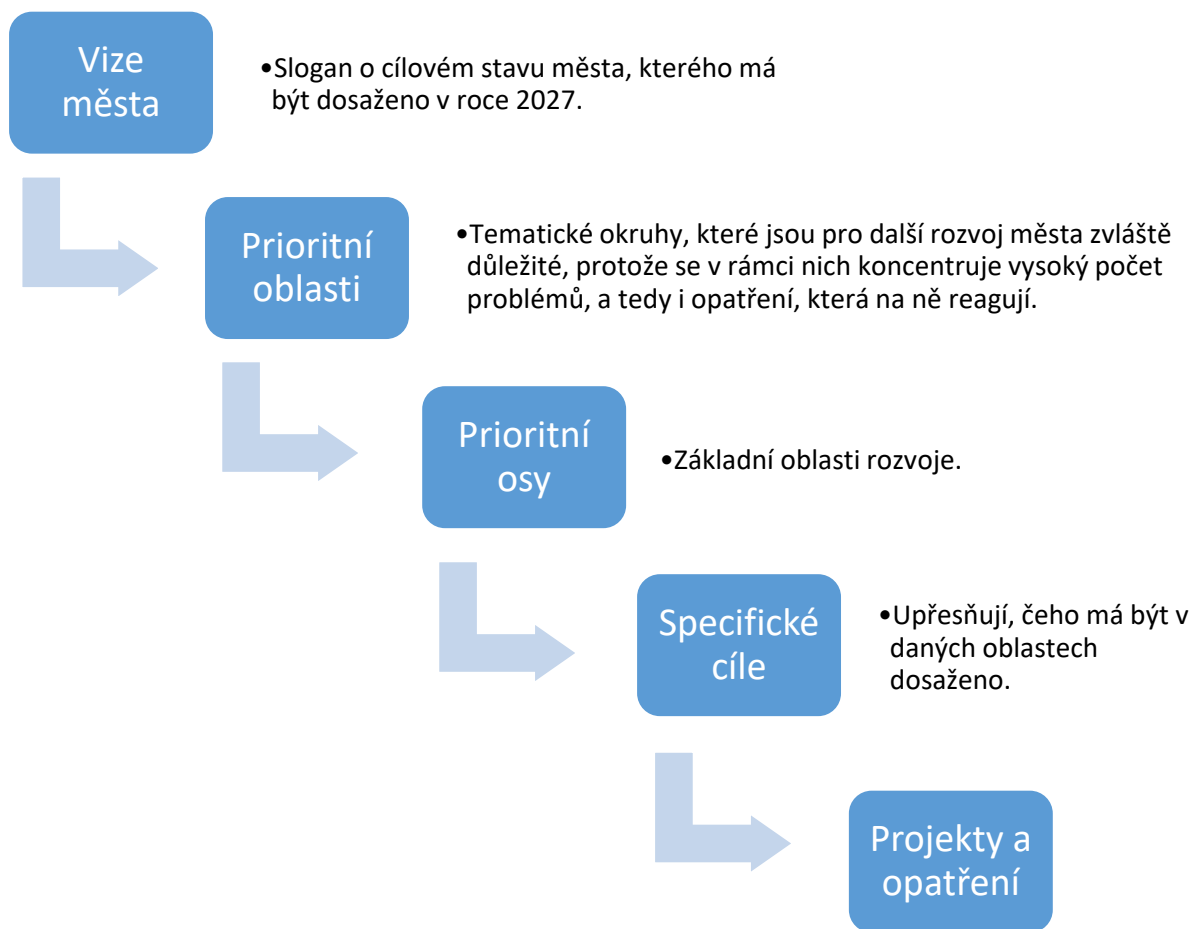 Vize
města
•Slogan o cílovém stavu města, kterého má
být dosaženo v roce 2027.
Prioritní
oblasti
•Tematické okruhy, které jsou pro další rozvoj města zvláště
důležité, protože se v rámci nich koncentruje vysoký počet
problémů, a tedy i opatření, která na ně reagují.
Prioritní
osy
•Základní oblasti rozvoje.
Specifické
cíle
•Upřesňují, čeho má být v
daných oblastech
dosaženo.
Projekty a
opatření